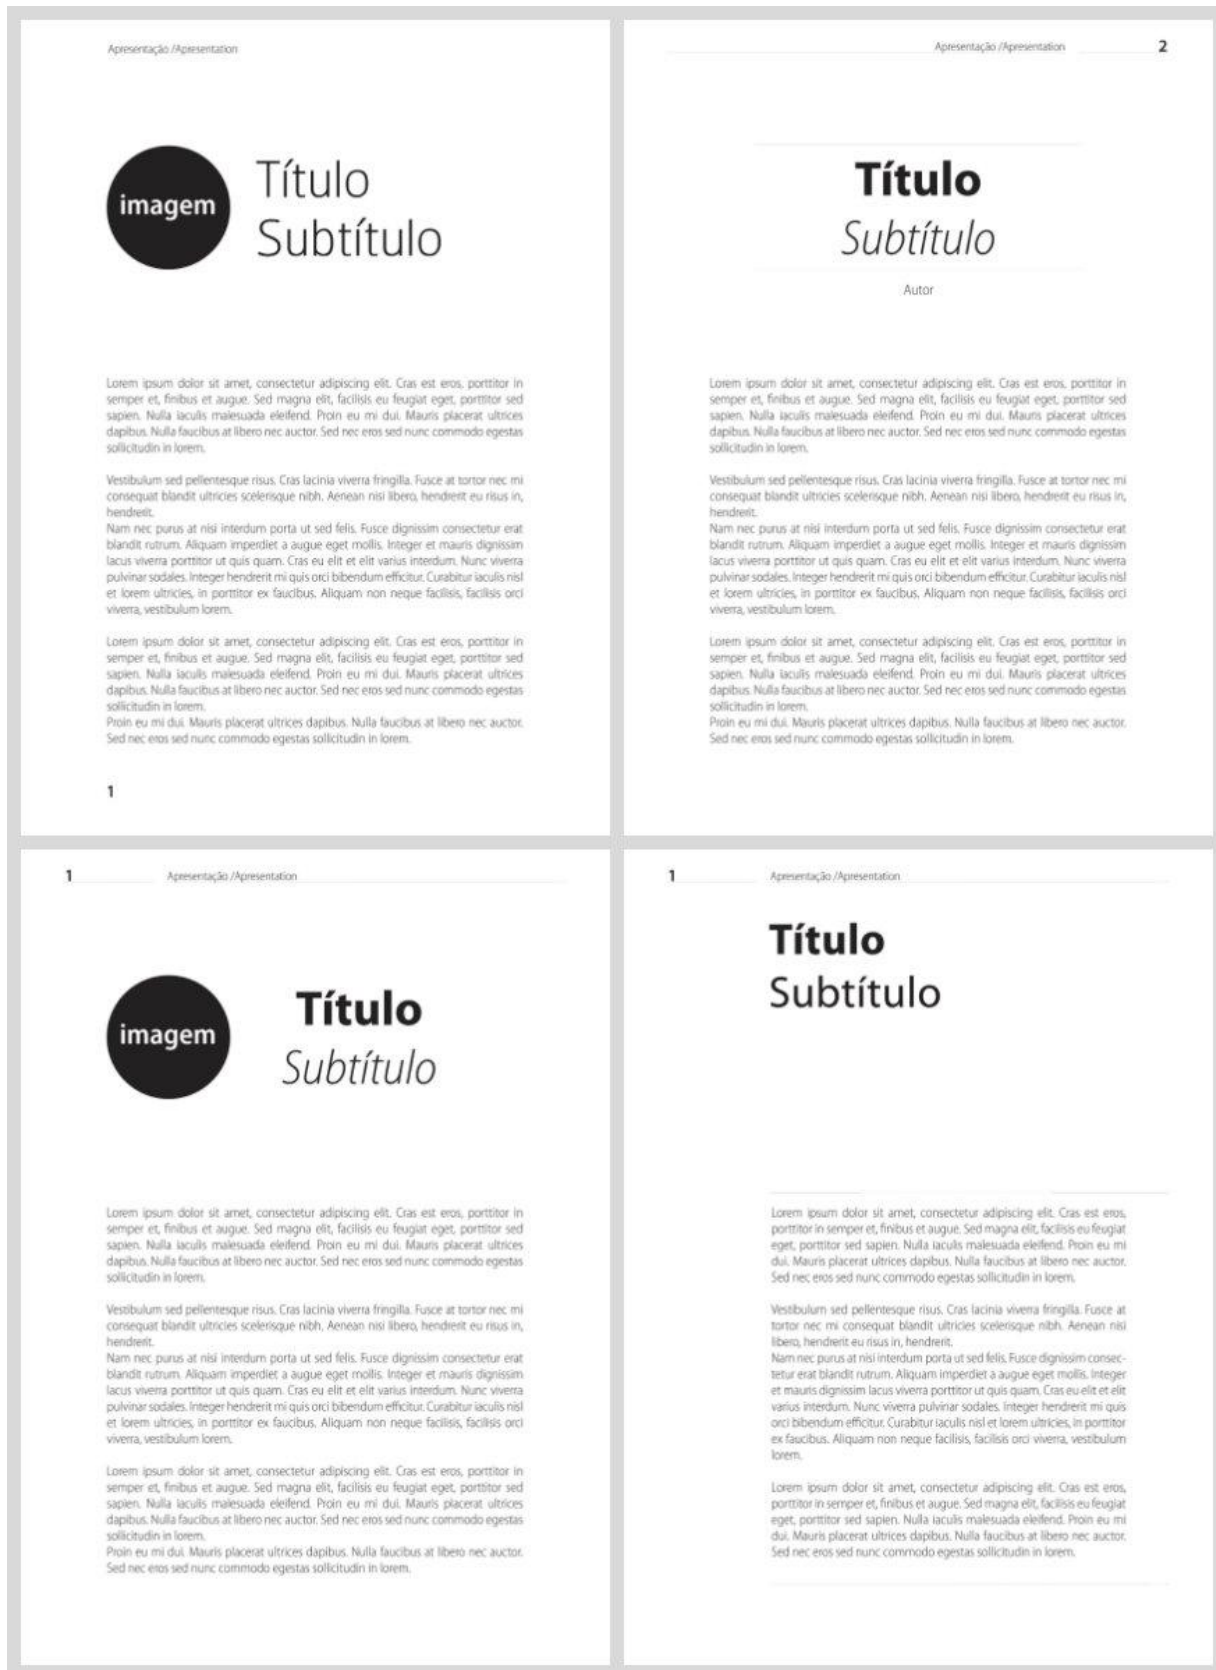 Apresentação /Apresentation
imagem
Título
Subtítulo
Lorem ipsum dolor sit amet, consectetur adipiscing elit. Cras est eros, porttitor in
semper et, finibus et augue. Sed magna elit, facilisis eu feugiat eget, porttitor sed
sapien. Nulla iaculis malesuada eleifend. Proin eu mi dui. Mauris placerat ultrices
dapibus. Nulla faucibus at libero nec auctor. Sed nec eros sed nunc commodo egestas
sollicitudin in lorem.
Vestibulum sed pellentesque risus. Cras lacinia viverra fringilla. Fusce at tortor nec mi
consequat blandit ultricies scelerisque nibh. Aenean nisi libero, hendrerit eu risus in,
hendrerit.
Nam nec purus at nisi interdum porta ut sed felis. Fusce dignissim consectetur erat
blandit rutrum. Aliquam imperdiet a augue eget mollis. Integer et mauris dignissim
lacus viverra porttitor ut quis quam. Cras eu elit et elit varius interdum. Nunc viverra
pulvinar sodales. Integer hendrerit mi quis orci bibendum efficitur. Curabitur iaculis nisl
et lorem ultricies, in porttitor ex faucibus. Aliquam non neque facilisis, facilisis orci
viverra, vestibulum lorem.
Lorem ipsum dolor sit amet, consectetur adipiscing elit. Cras est eros, porttitor in
semper et, finibus et augue. Sed magna elit, facilisis eu feugiat eget, porttitor sed
sapien. Nulla iaculis malesuada eleifend. Proin eu mi dui. Mauris placerat ultrices
dapibus. Nulla faucibus at libero nec auctor. Sed nec eros sed nunc commodo egestas
sollicitudin in lorem.
Proin eu mi dui. Mauris placerat ultrices dapibus. Nulla faucibus at libero nec auctor.
Sed nec eros sed nunc commodo egestas sollicitudin in lorem.
1
Apresentação /Apresentation 2
Título
Subtítulo
Autor
Lorem ipsum dolor sit amet, consectetur adipiscing elit. Cras est eros, porttitor in
semper et, finibus et augue. Sed magna elit, facilisis eu feugiat eget, porttitor sed
sapien. Nulla iaculis malesuada eleifend. Proin eu mi dui. Mauris placerat ultrices
dapibus. Nulla faucibus at libero nec auctor. Sed nec eros sed nunc commodo egestas
sollicitudin in lorem.
Vestibulum sed pellentesque risus. Cras lacinia viverra fringilla. Fusce at tortor nec mi
consequat blandit ultricies scelerisque nibh. Aenean nisi libero, hendrerit eu risus in,
hendrerit.
Nam nec purus at nisi interdum porta ut sed felis. Fusce dignissim consectetur erat
blandit rutrum. Aliquam imperdiet a augue eget mollis. Integer et mauris dignissim
lacus viverra porttitor ut quis quam. Cras eu elit et elit varius interdum. Nunc viverra
pulvinar sodales. Integer hendrerit mi quis orci bibendum efficitur. Curabitur iaculis nisl
et lorem ultricies, in porttitor ex faucibus. Aliquam non neque facilisis, facilisis orci
viverra, vestibulum lorem.
Lorem ipsum dolor sit amet, consectetur adipiscing elit. Cras est eros, porttitor in
semper et, finibus et augue. Sed magna elit, facilisis eu feugiat eget, porttitor sed
sapien. Nulla iaculis malesuada eleifend. Proin eu mi dui. Mauris placerat ultrices
dapibus. Nulla faucibus at libero nec auctor. Sed nec eros sed nunc commodo egestas
sollicitudin in lorem.
Proin eu mi dui. Mauris placerat ultrices dapibus. Nulla faucibus at libero nec auctor.
Sed nec eros sed nunc commodo egestas sollicitudin in lorem.
1 Apresentação /Apresentation
imagem
Título
Subtítulo
Lorem ipsum dolor sit amet, consectetur adipiscing elit. Cras est eros, porttitor in
semper et, finibus et augue. Sed magna elit, facilisis eu feugiat eget, porttitor sed
sapien. Nulla iaculis malesuada eleifend. Proin eu mi dui. Mauris placerat ultrices
dapibus. Nulla faucibus at libero nec auctor. Sed nec eros sed nunc commodo egestas
sollicitudin in lorem.
Vestibulum sed pellentesque risus. Cras lacinia viverra fringilla. Fusce at tortor nec mi
consequat blandit ultricies scelerisque nibh. Aenean nisi libero, hendrerit eu risus in,
hendrerit.
Nam nec purus at nisi interdum porta ut sed felis. Fusce dignissim consectetur erat
blandit rutrum. Aliquam imperdiet a augue eget mollis. Integer et mauris dignissim
lacus viverra porttitor ut quis quam. Cras eu elit et elit varius interdum. Nunc viverra
pulvinar sodales. Integer hendrerit mi quis orci bibendum efficitur. Curabitur iaculis nisl
et lorem ultricies, in porttitor ex faucibus. Aliquam non neque facilisis, facilisis orci
viverra, vestibulum lorem.
Lorem ipsum dolor sit amet, consectetur adipiscing elit. Cras est eros, porttitor in
semper et, finibus et augue. Sed magna elit, facilisis eu feugiat eget, porttitor sed
sapien. Nulla iaculis malesuada eleifend. Proin eu mi dui. Mauris placerat ultrices
dapibus. Nulla faucibus at libero nec auctor. Sed nec eros sed nunc commodo egestas
sollicitudin in lorem.
Proin eu mi dui. Mauris placerat ultrices dapibus. Nulla faucibus at libero nec auctor.
Sed nec eros sed nunc commodo egestas sollicitudin in lorem.
1 Apresentação /Apresentation
Título
Subtítulo
Lorem ipsum dolor sit amet, consectetur adipiscing elit. Cras est eros,
porttitor in semper et, finibus et augue. Sed magna elit, facilisis eu feugiat
eget, porttitor sed sapien. Nulla iaculis malesuada eleifend. Proin eu mi
dui. Mauris placerat ultrices dapibus. Nulla faucibus at libero nec auctor.
Sed nec eros sed nunc commodo egestas sollicitudin in lorem.
Vestibulum sed pellentesque risus. Cras lacinia viverra fringilla. Fusce at
tortor nec mi consequat blandit ultricies scelerisque nibh. Aenean nisi
libero, hendrerit eu risus in, hendrerit.
Nam nec purus at nisi interdum porta ut sed felis. Fusce dignissim consec-
tetur erat blandit rutrum. Aliquam imperdiet a augue eget mollis. Integer
et mauris dignissim lacus viverra porttitor ut quis quam. Cras eu elit et elit
varius interdum. Nunc viverra pulvinar sodales. Integer hendrerit mi quis
orci bibendum efficitur. Curabitur iaculis nisl et lorem ultricies, in porttitor
ex faucibus. Aliquam non neque facilisis, facilisis orci viverra, vestibulum
lorem.
Lorem ipsum dolor sit amet, consectetur adipiscing elit. Cras est eros,
porttitor in semper et, finibus et augue. Sed magna elit, facilisis eu feugiat
eget, porttitor sed sapien. Nulla iaculis malesuada eleifend. Proin eu mi
dui. Mauris placerat ultrices dapibus. Nulla faucibus at libero nec auctor.
Sed nec eros sed nunc commodo egestas sollicitudin in lorem.